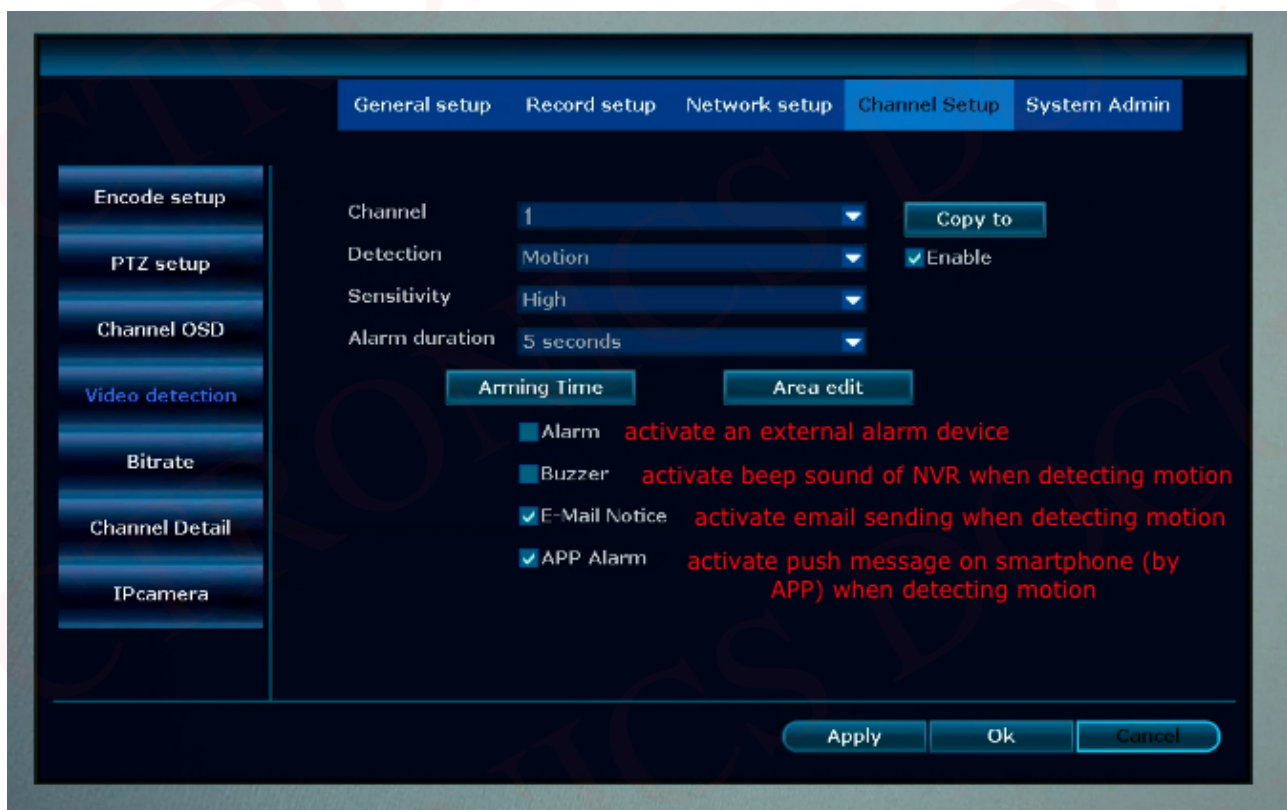 General setup Record setup Network setup Channel Setup System Admin
Encode setup
PTZ setup
Channel OSD
Video detection
Bitrate
Channel Detail
IPcamera
Channel 1 Copy to
Detection Motion Enable
Sensitivity High
Alarm duration 5 seconds
Arming Time Area edit
Alarm activate an external alarm device
Buzzer activate beep sound of NVR when detecting motion
E-Mail Notice activate email sending when detecting motion
APP Alarm activate push message on smartphone (by
APP) when detecting motion
Apply Ok Cancel